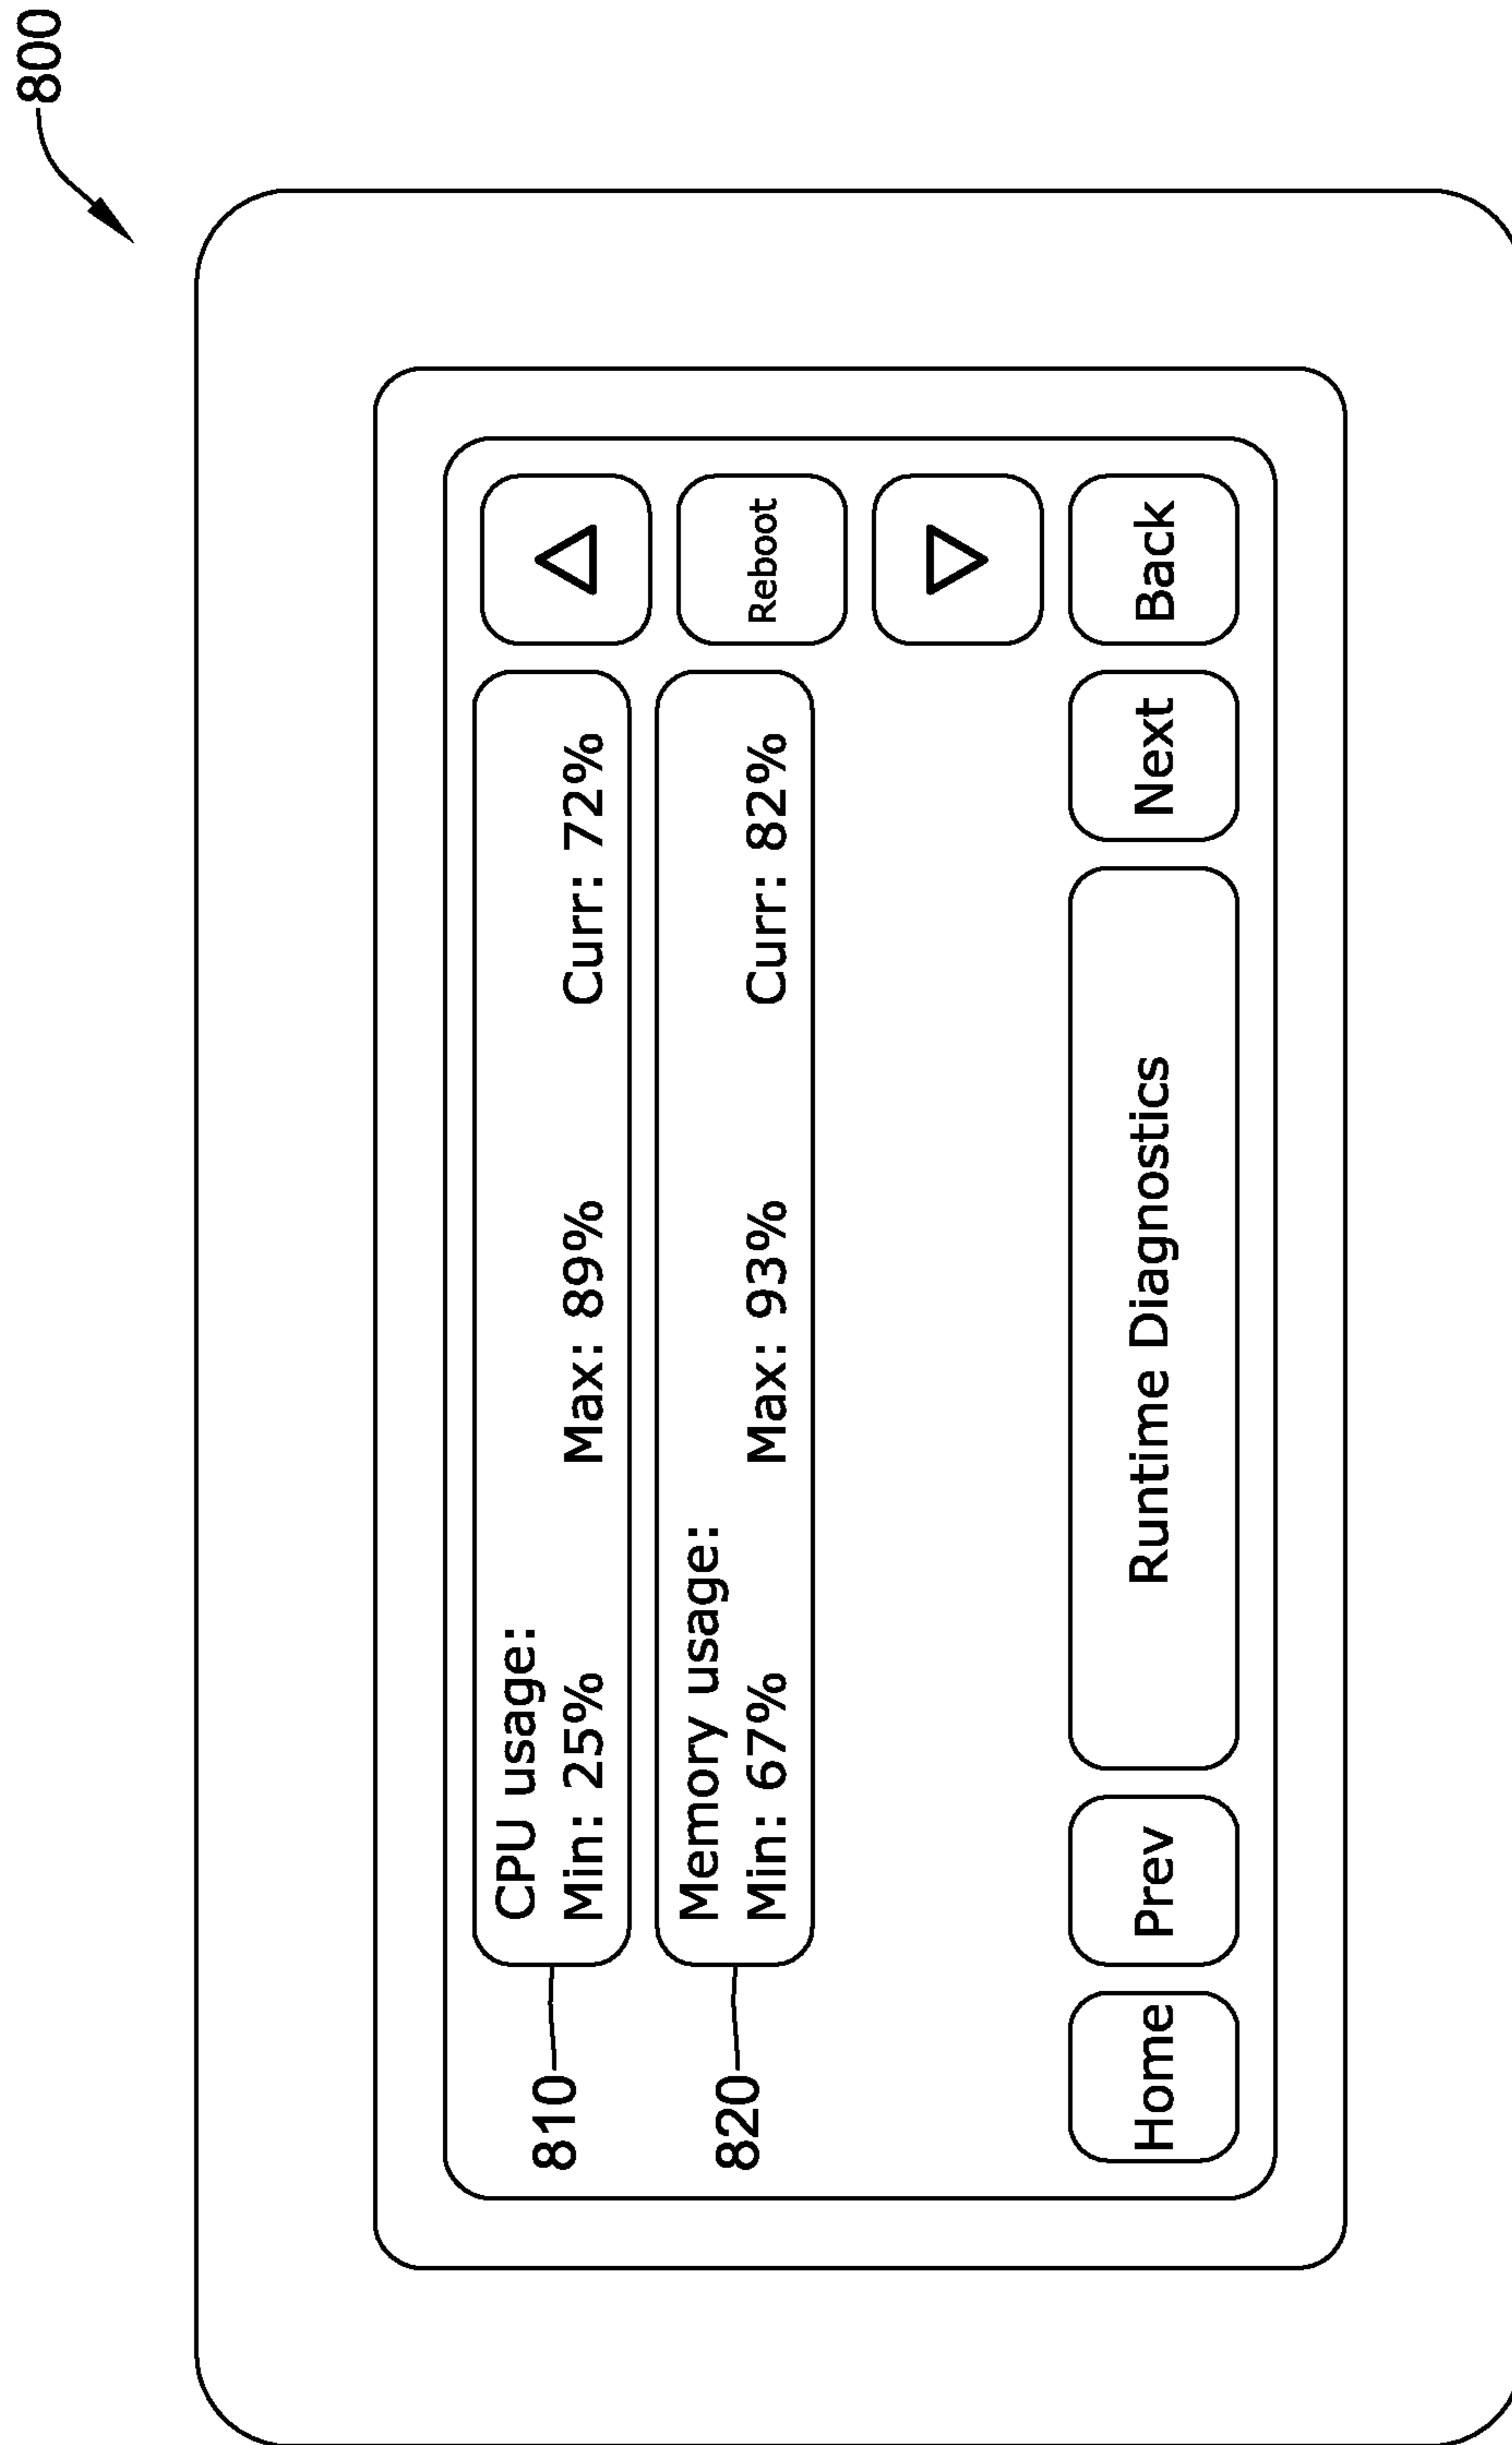 800
810
CPU usage:
Min: 25% Max: 89% Curr: 72%
820
Memory usage:
Min: 67% Max: 93% Curr: 82%
Reboot
Home Prev Runtime Diagnostics Next Back